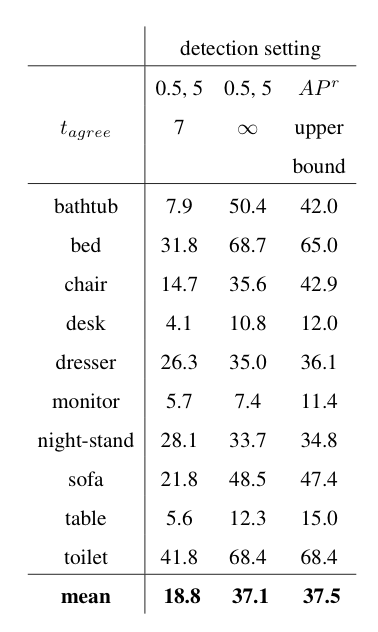 detection setting
0.5, 5 0.5, 5 AP^r
t_agree 7 ∞ upper
bound
bathtub 7.9 50.4 42.0
bed 31.8 68.7 65.0
chair 14.7 35.6 42.9
desk 4.1 10.8 12.0
dresser 26.3 35.0 36.1
monitor 5.7 7.4 11.4
night-stand 28.1 33.7 34.8
sofa 21.8 48.5 47.4
table 5.6 12.3 15.0
toilet 41.8 68.4 68.4
mean 18.8 37.1 37.5